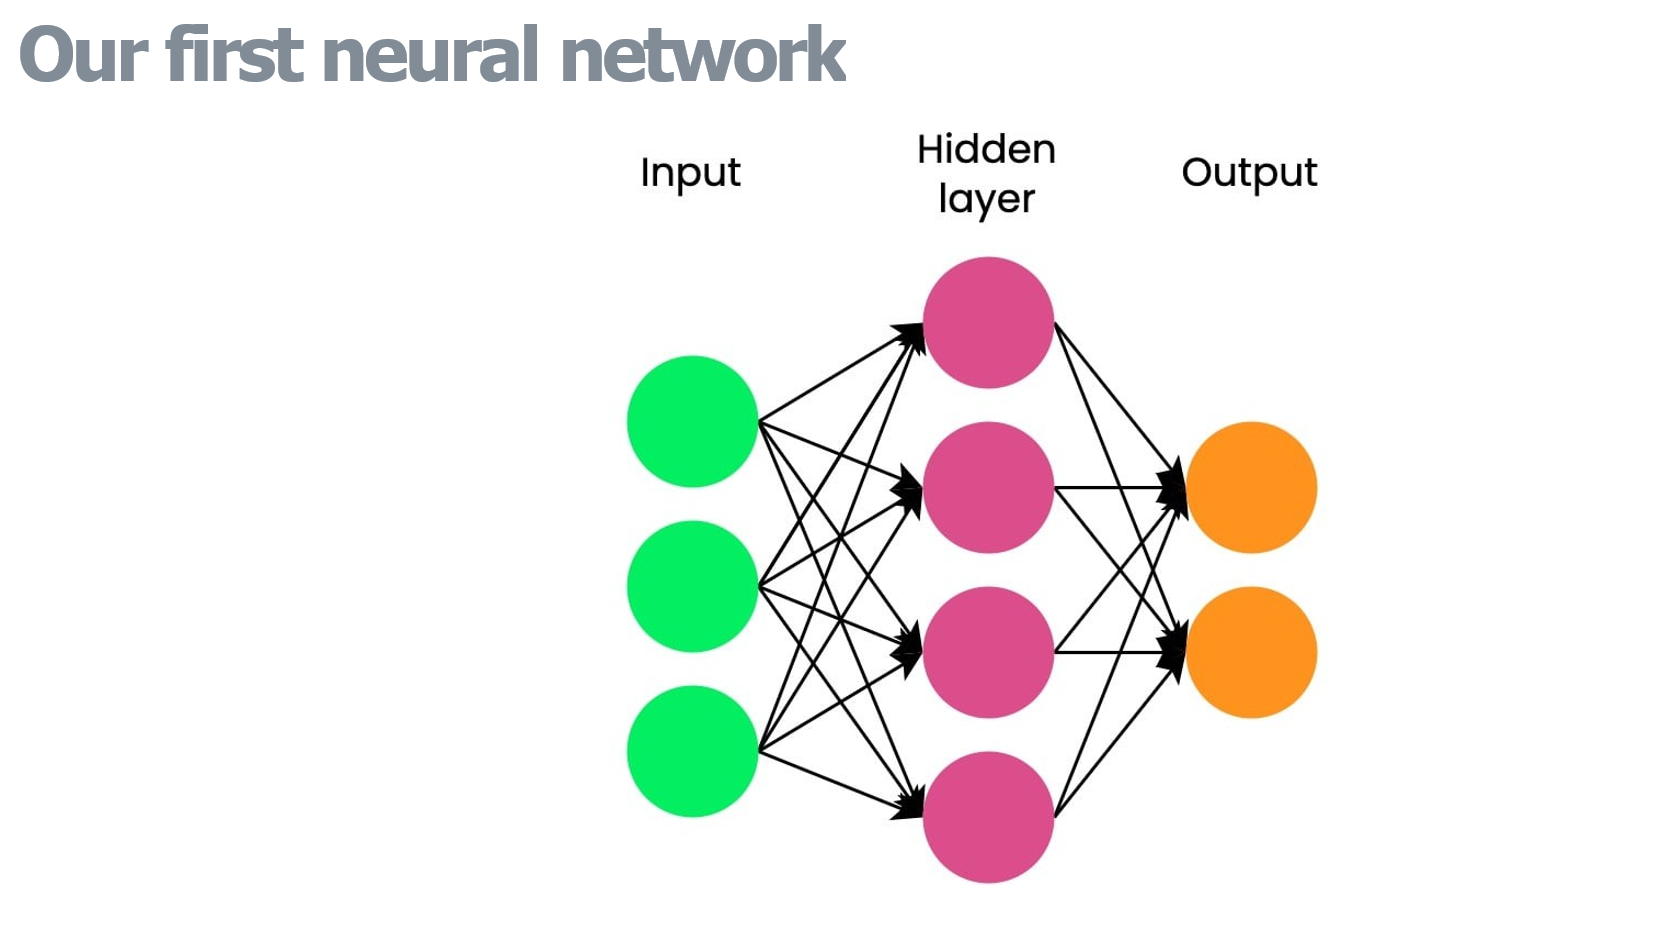 Our first neural network
Input
Hidden
layer
Output